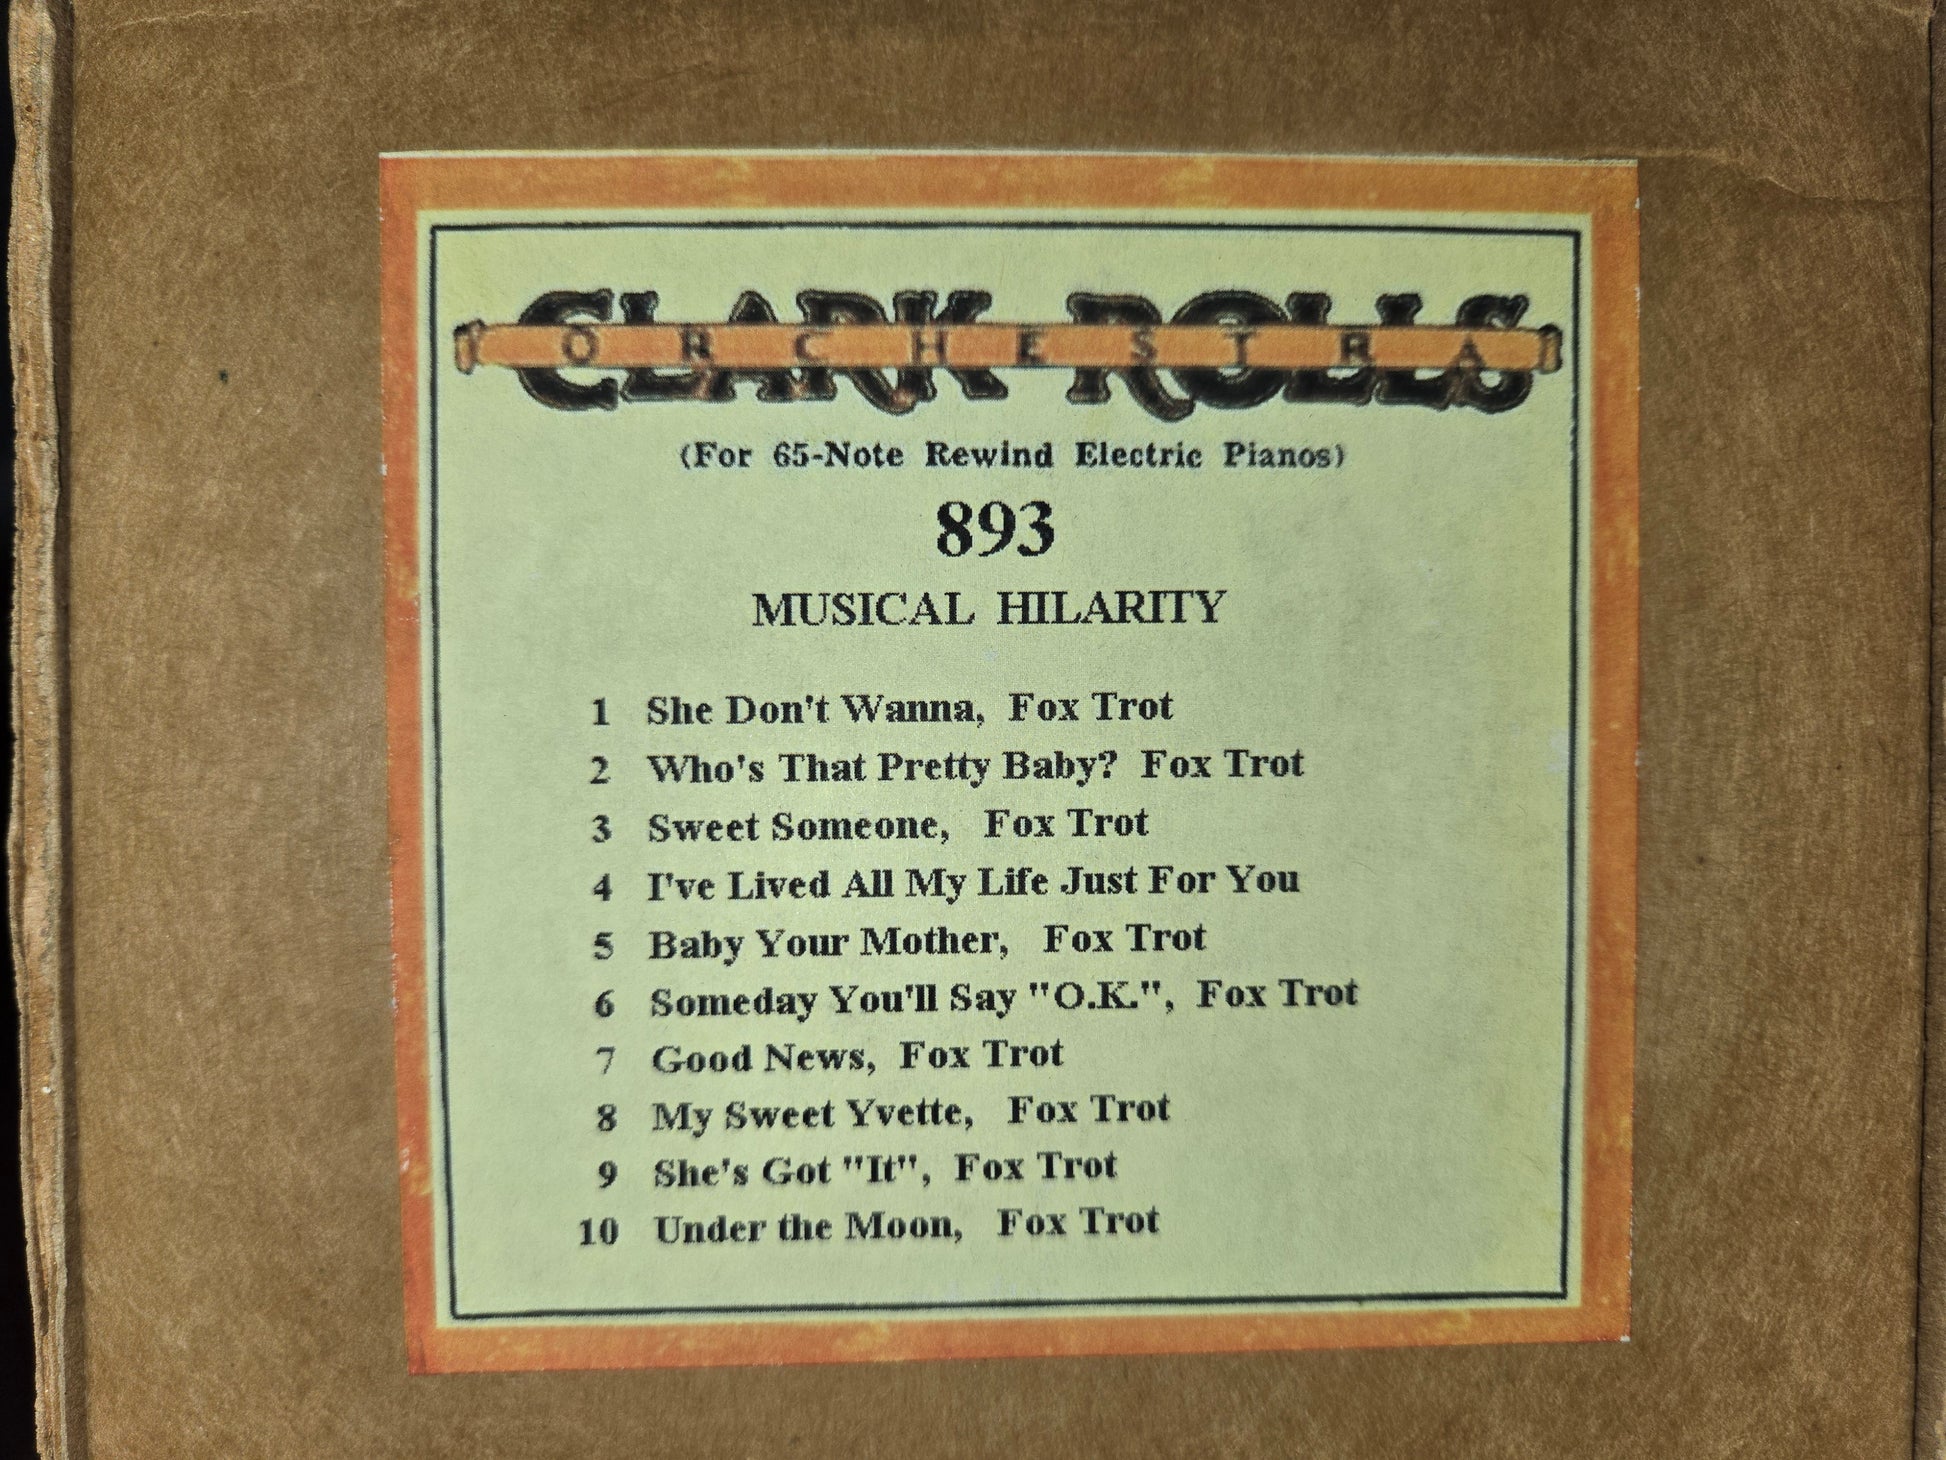 CLARK ROLLS
ORCHESTRA
(For 65-Note Rewind Electric Pianos)
893
MUSICAL HILARITY
1 She Don't Wanna, Fox Trot
2 Who's That Pretty Baby? Fox Trot
3 Sweet Someone, Fox Trot
4 I've Lived All My Life Just For You
5 Baby Your Mother, Fox Trot
6 Someday You'll Say "O.K.", Fox Trot
7 Good News, Fox Trot
8 My Sweet Yvette, Fox Trot
9 She's Got "It", Fox Trot
10 Under the Moon, Fox Trot